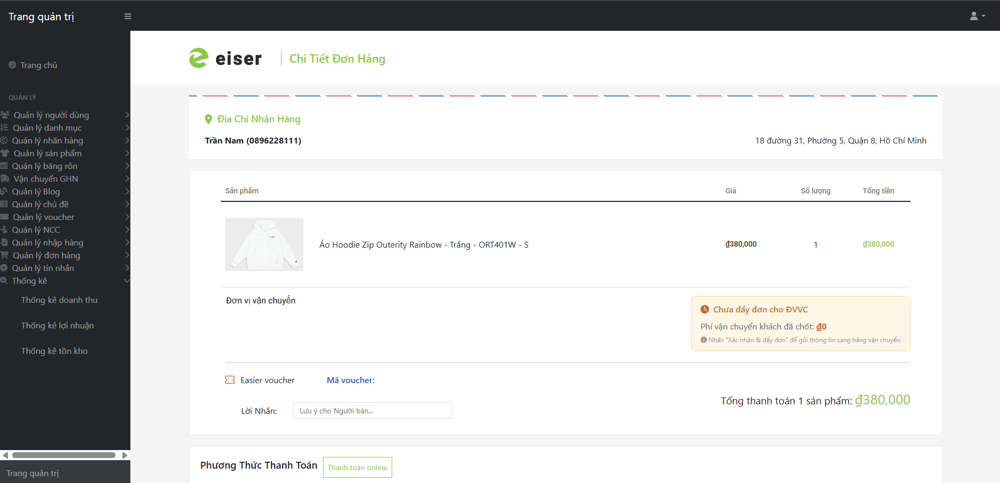 Trang quản trị
Trang chủ
QUẢN LÝ
Quản lý người dùng
Quản lý danh mục
Quản lý nhãn hàng
Quản lý sản phẩm
Quản lý băng rôn
Vận chuyển GHN
Quản lý Blog
Quản lý chủ đề
Quản lý voucher
Quản lý NCC
Quản lý nhập hàng
Quản lý đơn hàng
Quản lý tin nhắn
Thống kê
Thống kê doanh thu
Thống kê lợi nhuận
Thống kê tồn kho
Trang quản trị
eiser
Chi Tiết Đơn Hàng
Địa Chỉ Nhận Hàng
Trần Nam (0896228111)
18 đường 31, Phường 5, Quận 8, Hồ Chí Minh
Sản phẩm Giá Số lượng Tổng tiền
Áo Hoodie Zip Outerity Rainbow - Trắng - ORT401W - S ₫380,000 1 ₫380,000
Đơn vị vận chuyển
Chưa đẩy đơn cho ĐVVC
Phí vận chuyển khách đã chốt: ₫0
Nhấn "Xác nhận & đẩy đơn" để gửi thông tin sang hãng vận chuyển.
Easier voucher Mã voucher:
Lời Nhắn: Lưu ý cho Người bán...
Tổng thanh toán 1 sản phẩm: ₫380,000
Phương Thức Thanh Toán Thanh toán online